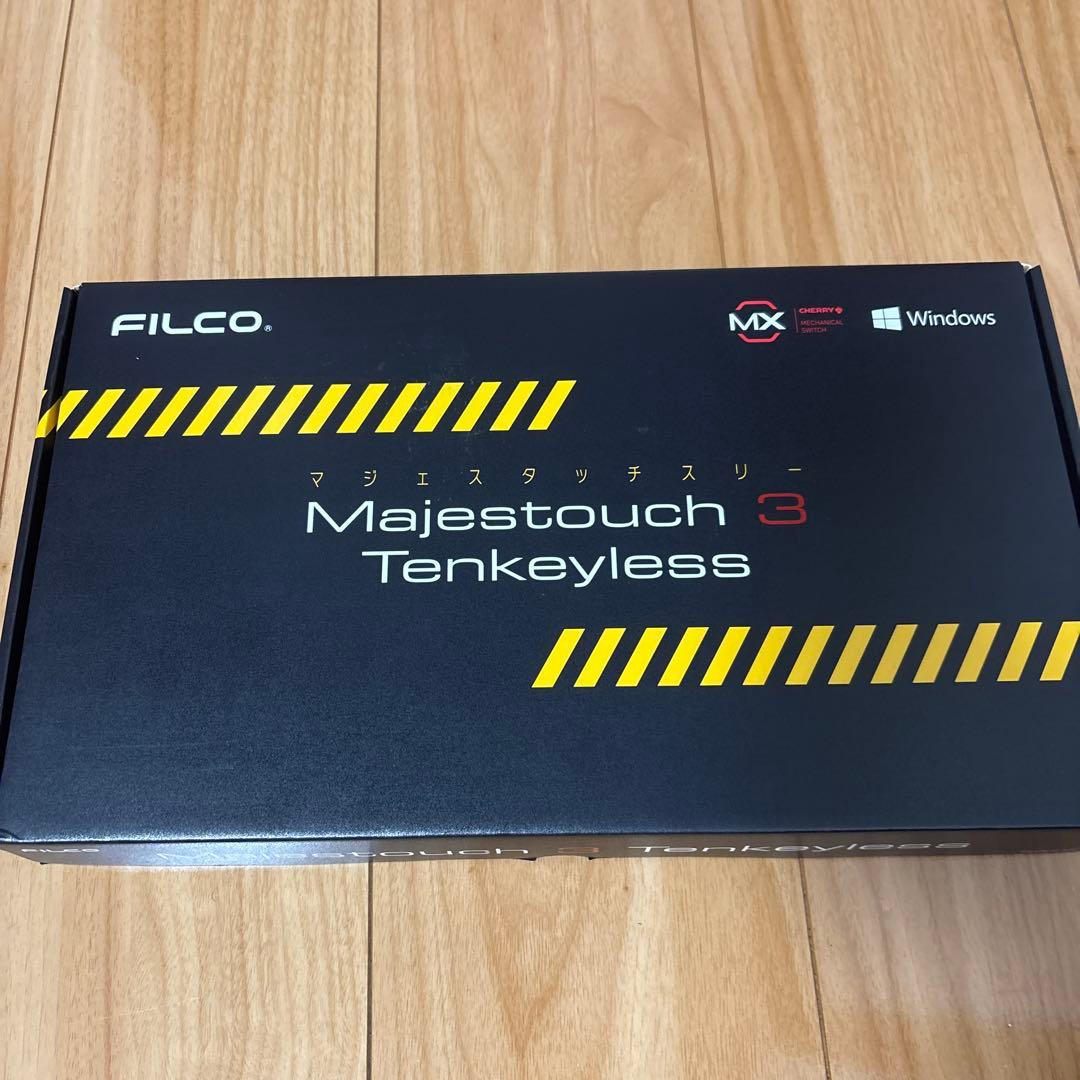 FILCO®
MX
CHERRY
MECHANICAL
SWITCH
Windows
マジェスタッチスリー
Majestouch 3
Tenkeyless
FILCO
Majestouch 3 Tenkeyless